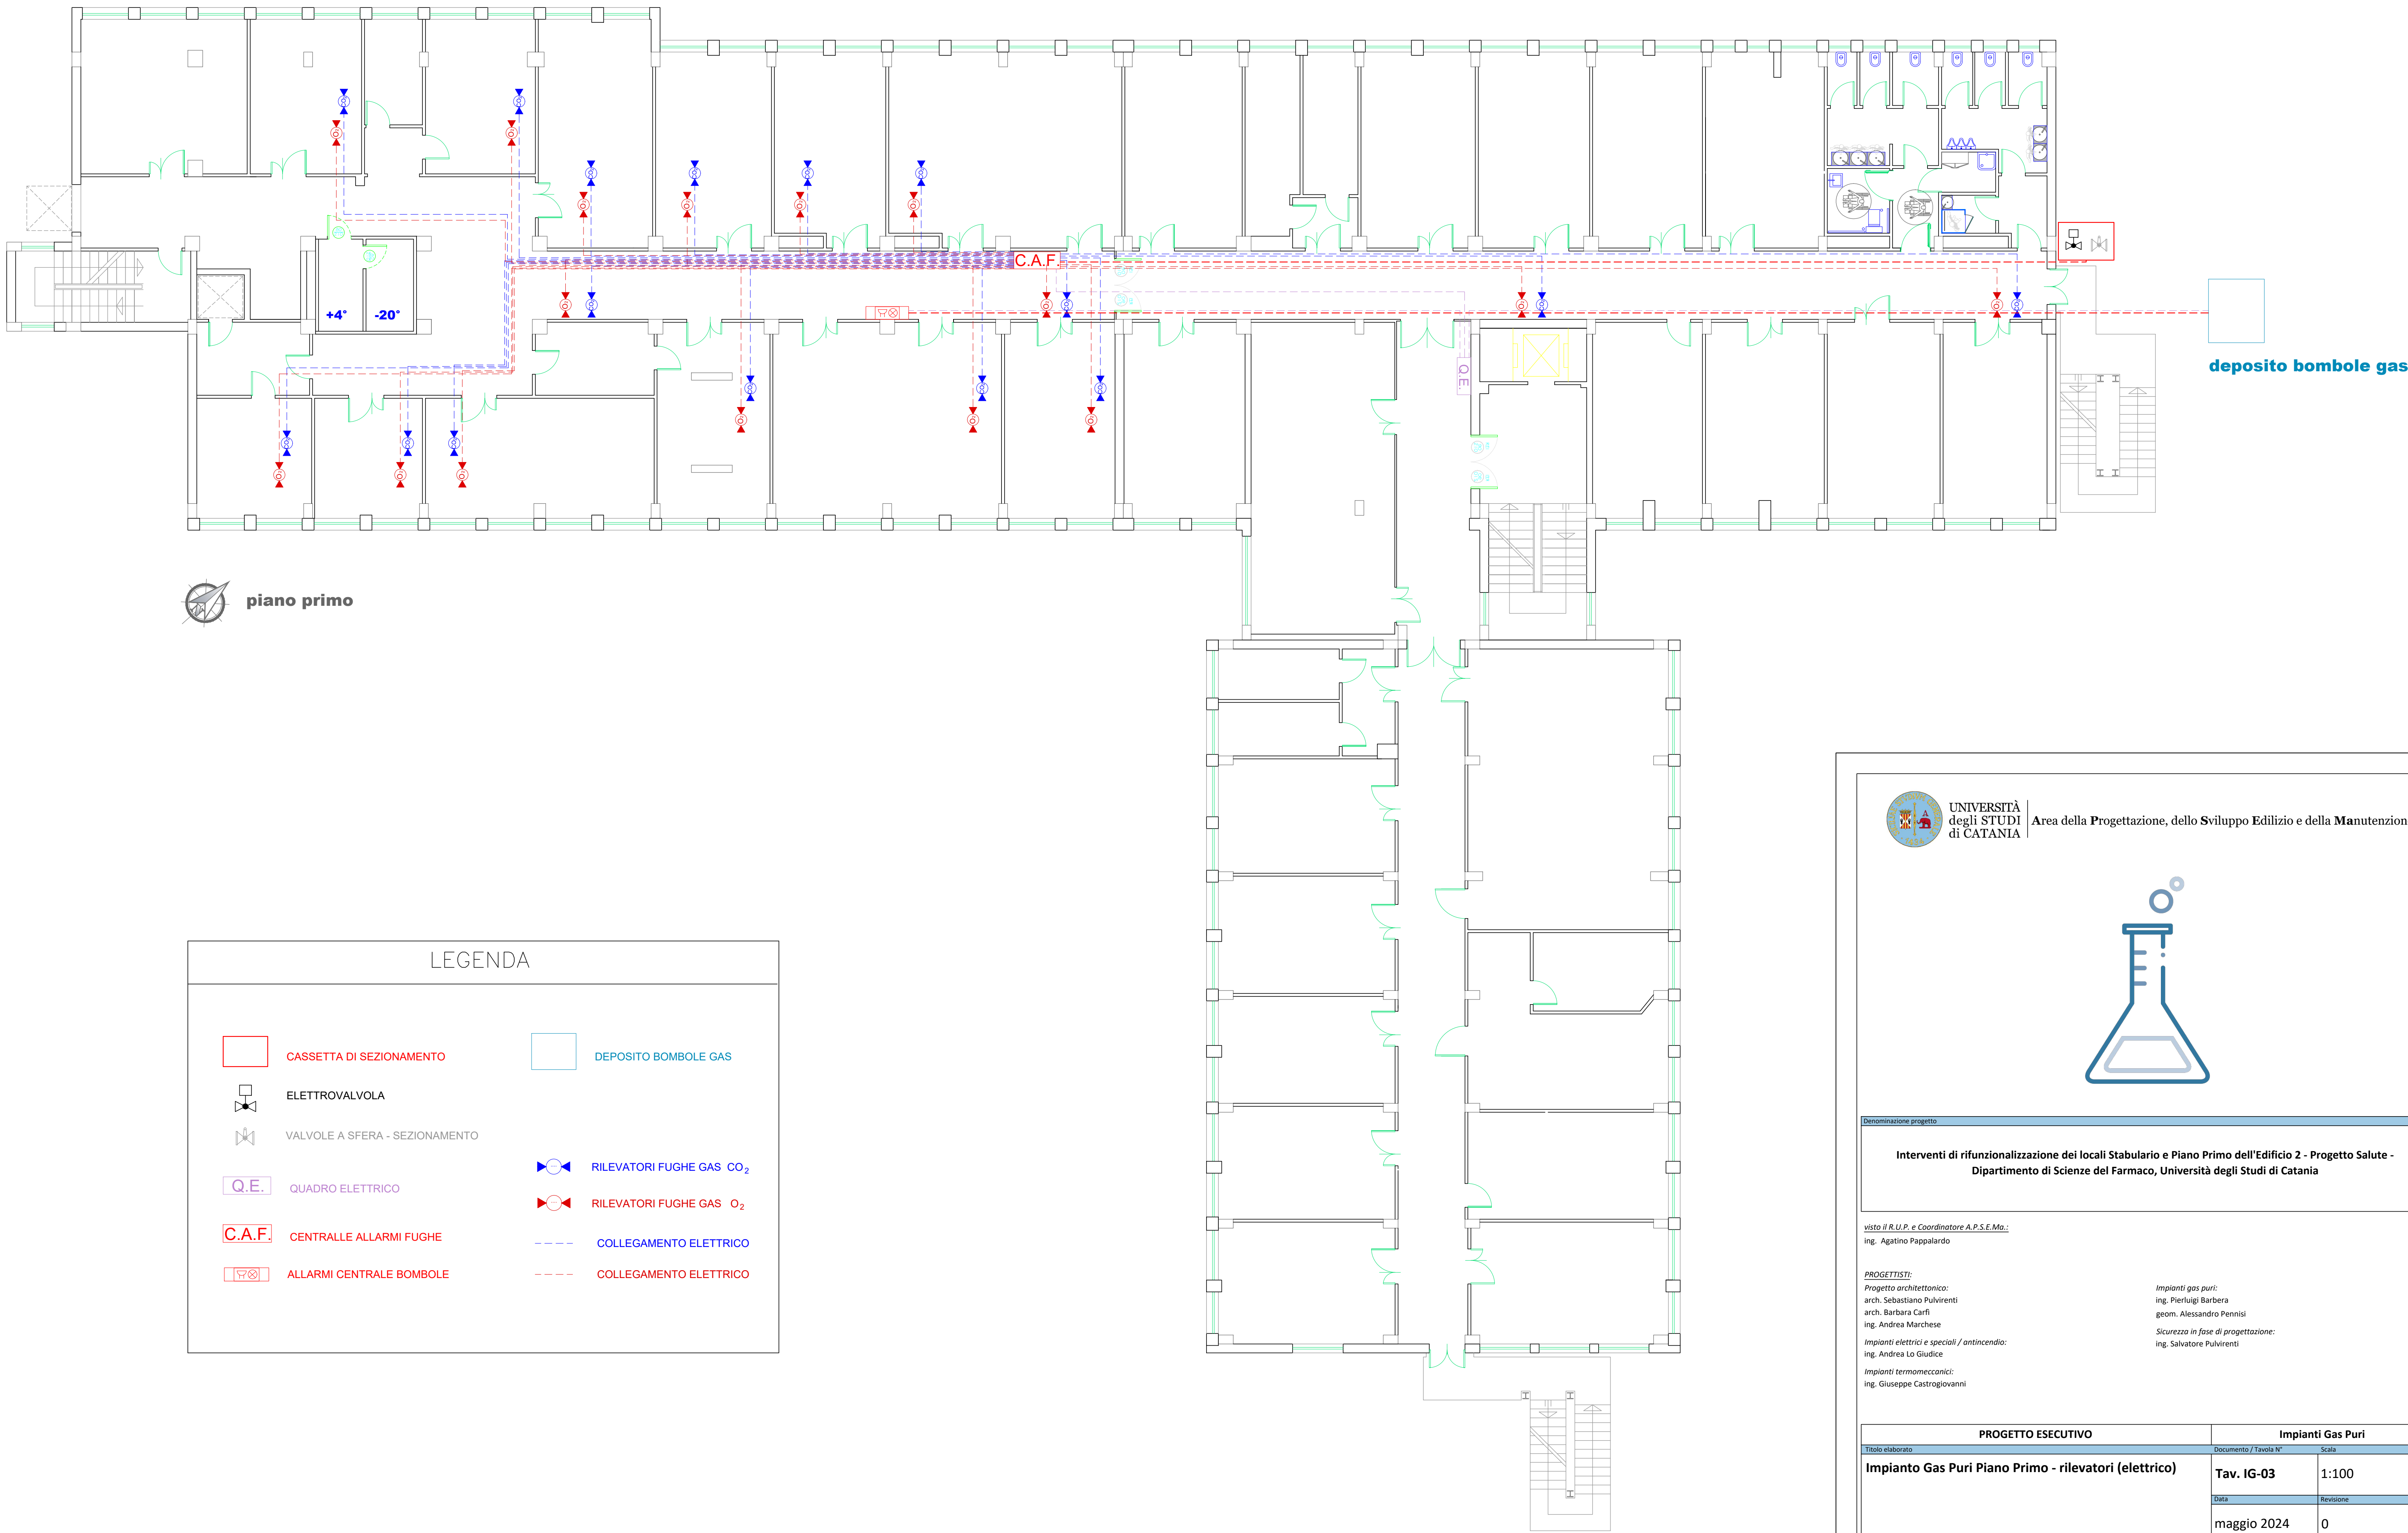 C.A.F.
+4°
-20°
Q.E.
deposito bombole gas
piano primo
LEGENDA
CASSETTA DI SEZIONAMENTO
DEPOSITO BOMBOLE GAS
ELETTROVALVOLA
VALVOLE A SFERA - SEZIONAMENTO
RILEVATORI FUGHE GAS CO2
Q.E.
QUADRO ELETTRICO
RILEVATORI FUGHE GAS O2
C.A.F.
CENTRALLE ALLARMI FUGHE
COLLEGAMENTO ELETTRICO
ALLARMI CENTRALE BOMBOLE
COLLEGAMENTO ELETTRICO
UNIVERSITÀ
degli STUDI
di CATANIA
Area della Progettazione, dello Sviluppo Edilizio e della Manutenzion
Denominazione progetto
Interventi di rifunzionalizzazione dei locali Stabulario e Piano Primo dell'Edificio 2 - Progetto Salute -
Dipartimento di Scienze del Farmaco, Università degli Studi di Catania
visto il R.U.P. e Coordinatore A.P.S.E.Ma.:
ing. Agatino Pappalardo
PROGETTISTI:
Progetto architettonico:
arch. Sebastiano Pulvirenti
arch. Barbara Carfì
ing. Andrea Marchese
Impianti elettrici e speciali / antincendio:
ing. Andrea Lo Giudice
Impianti termomeccanici:
ing. Giuseppe Castrogiovanni
Impianti gas puri:
ing. Pierluigi Barbera
geom. Alessandro Pennisi
Sicurezza in fase di progettazione:
ing. Salvatore Pulvirenti
PROGETTO ESECUTIVO
Impianti Gas Puri
Titolo elaborato
Documento / Tavola N°
Scala
Impianto Gas Puri Piano Primo - rilevatori (elettrico)
Tav. IG-03
1:100
Data
Revisione
maggio 2024
0